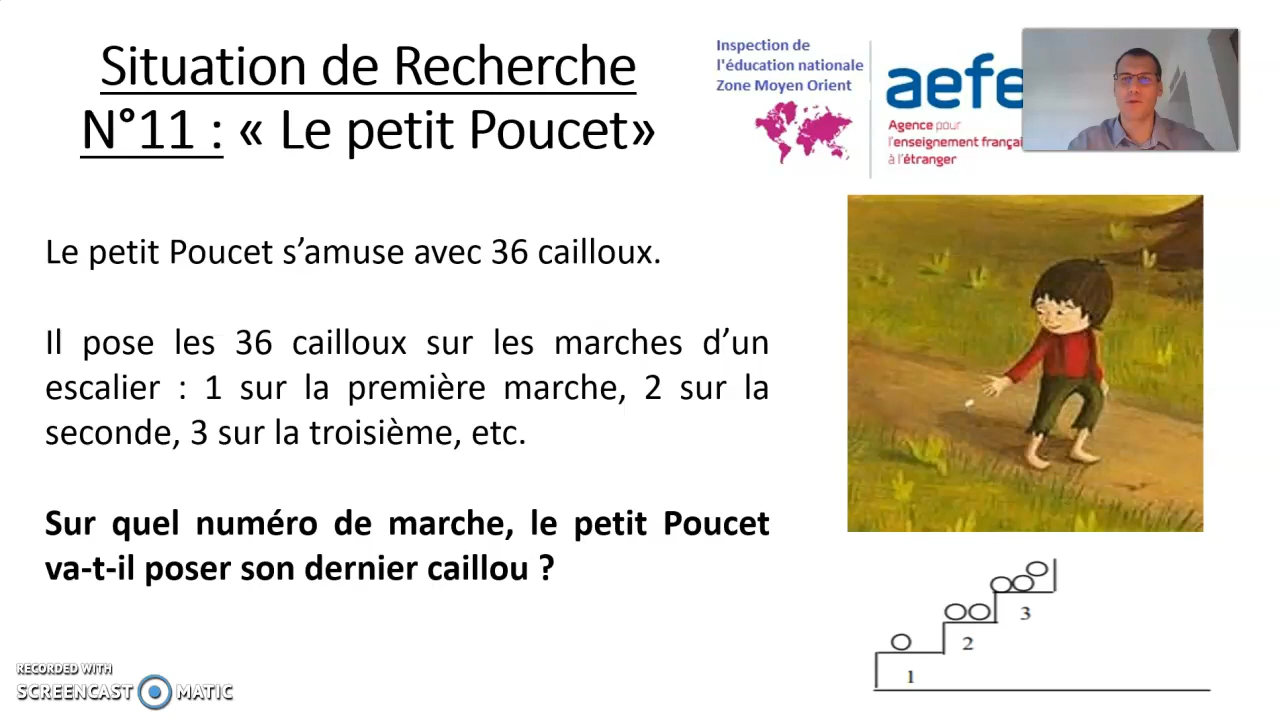 Situation de Recherche
N°11 : « Le petit Poucet»
Inspection de
l'éducation nationale
Zone Moyen Orient
aefe
Agence pour
l'enseignement françai
à l'étranger
Le petit Poucet s’amuse avec 36 cailloux.
Il pose les 36 cailloux sur les marches d’un
escalier : 1 sur la première marche, 2 sur la
seconde, 3 sur la troisième, etc.
Sur quel numéro de marche, le petit Poucet
va-t-il poser son dernier caillou ?
3
2
1
RECORDED WITH
SCREENCAST MATIC